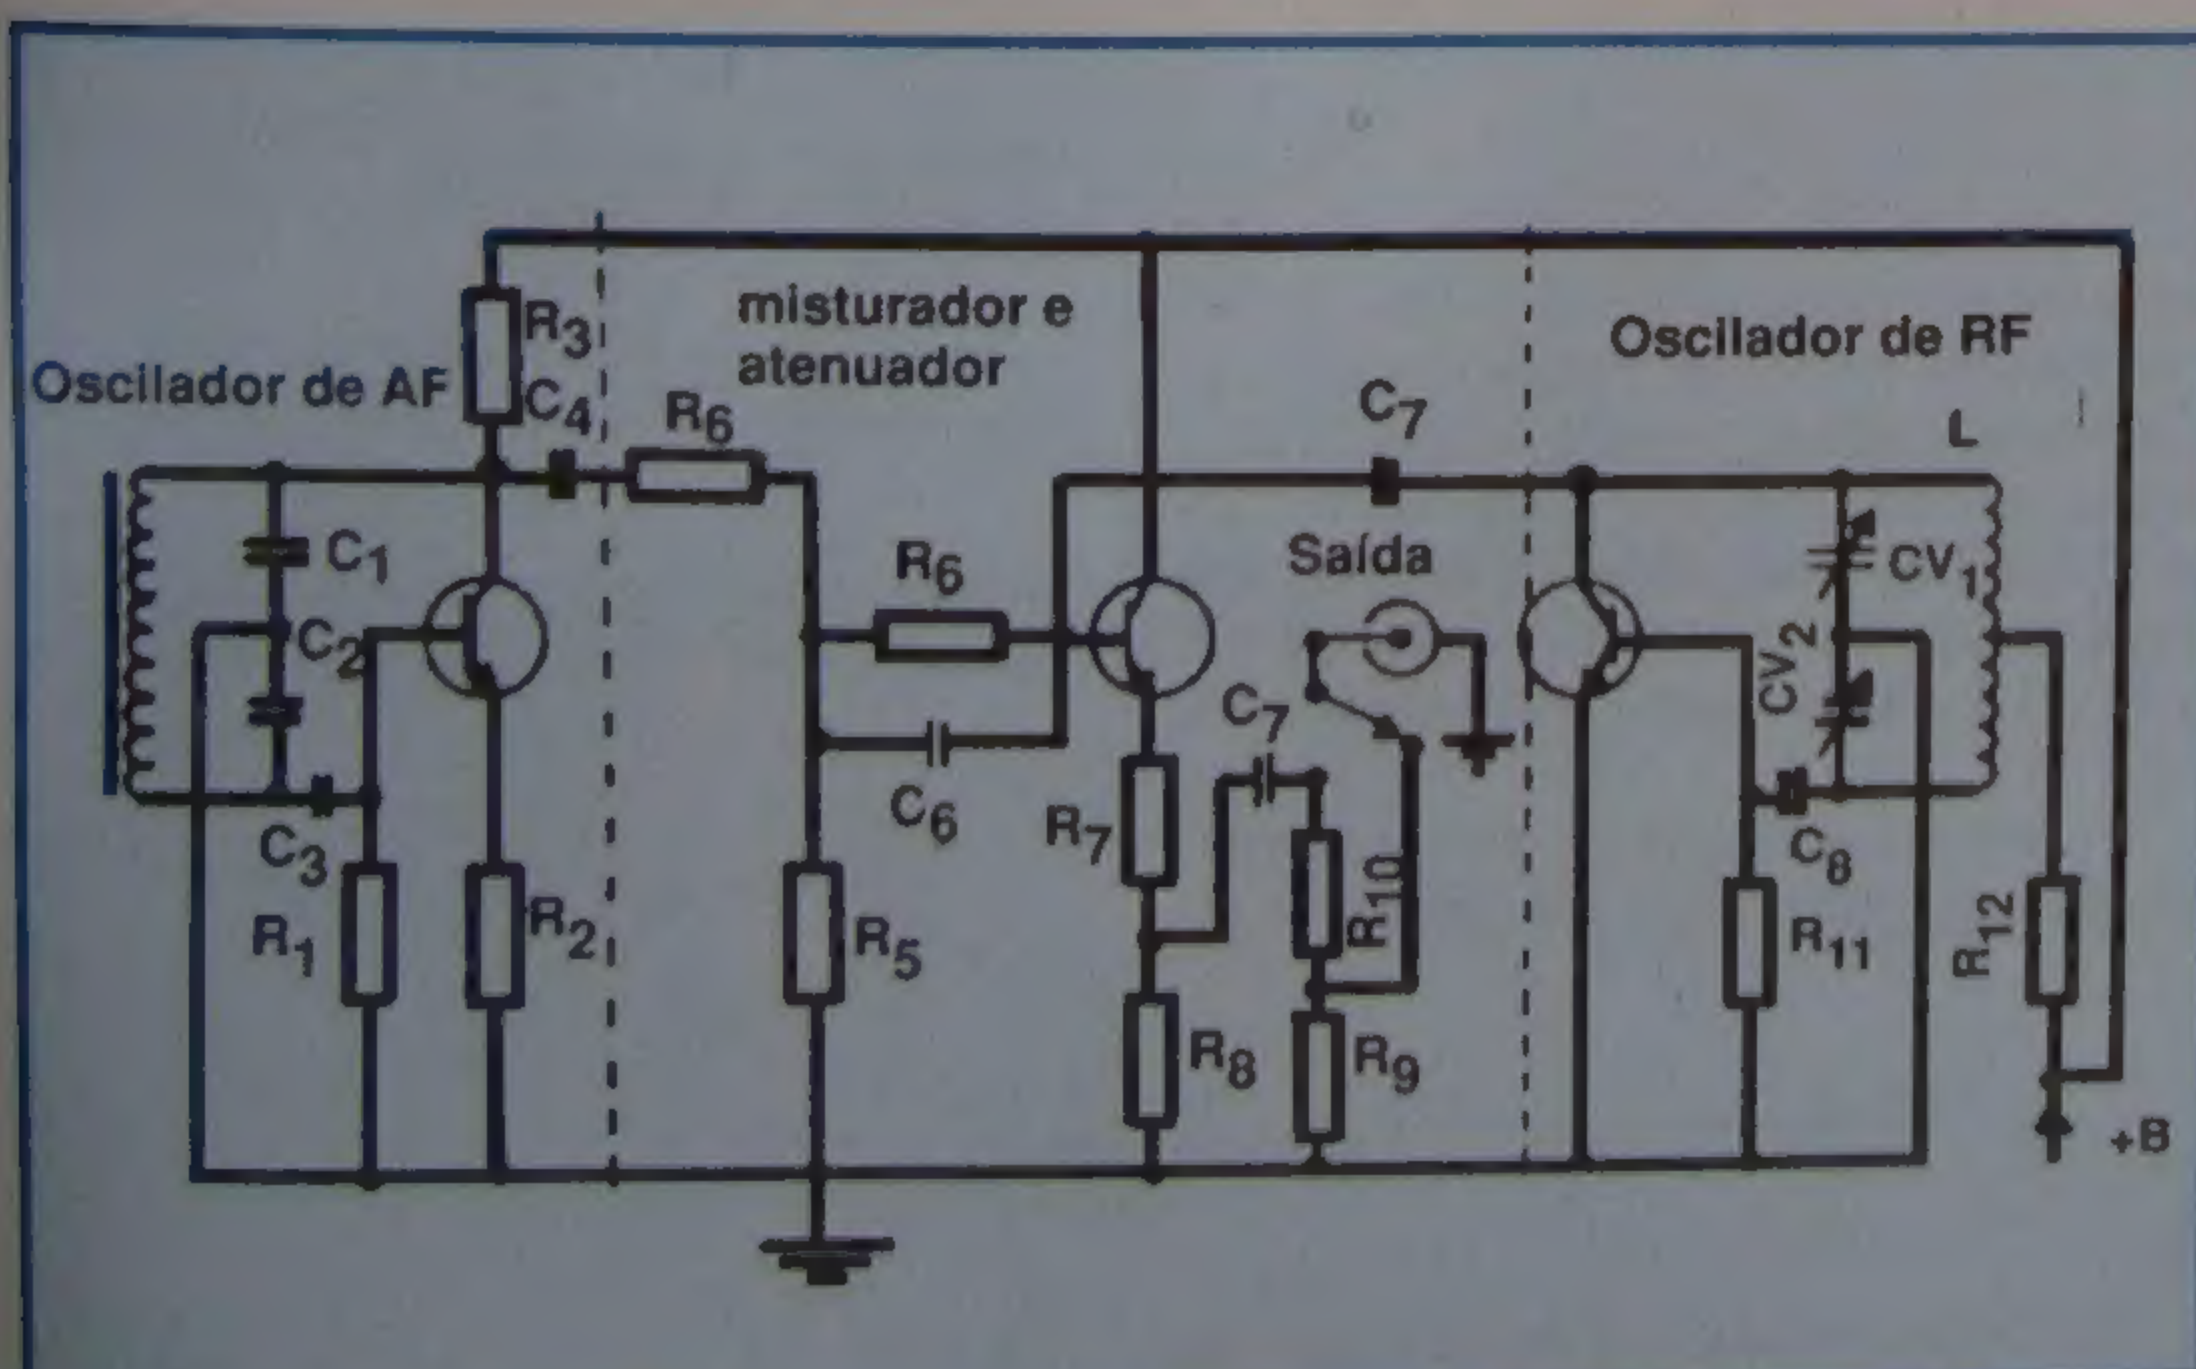 misturador e
atenuador
Oscilador de RF
Oscilador de AF
R3
C4
R6
C7
L
C1
R6
Saída
CV1
C2
CV2
C7
C6
R7
C3
C8
R10
R1
R2
R5
R11
R12
R8
R9
+B